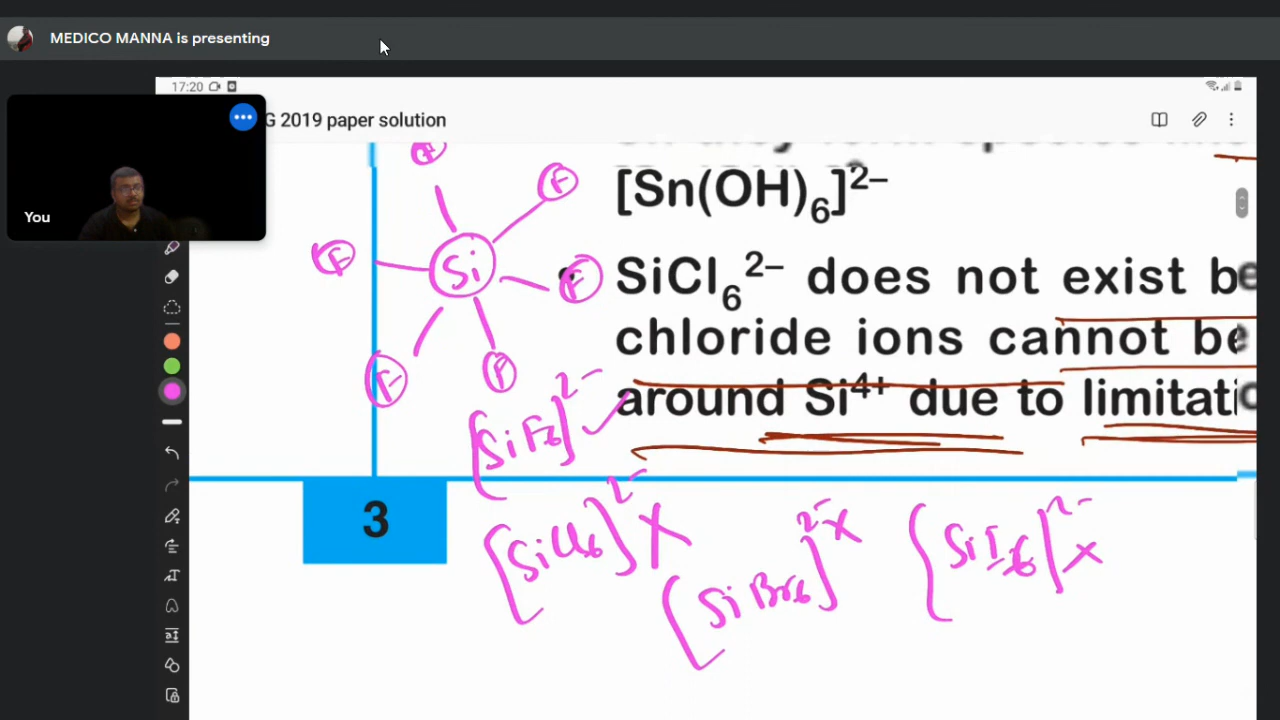 MEDICO MANNA is presenting
17:20
You
G 2019 paper solution
[Sn(OH)₆]²⁻
SiCl₆²⁻ does not exist be
chloride ions cannot be
around Si⁴⁺ due to limitati
F
F
Si
F
F
F
[SiF₆]²⁻ ✓
[SiCl₆]²⁻ X
[SiBr₆]²⁻ X
[SiI₆]²⁻ X
3